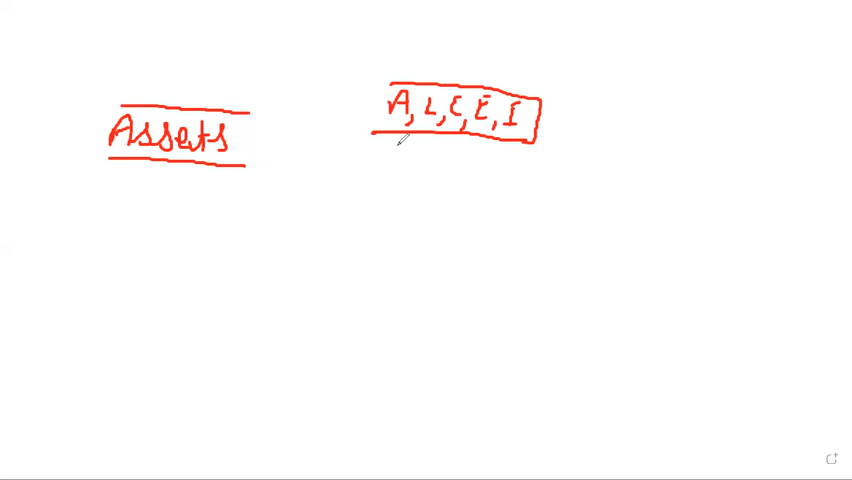 Assets
A, L, C, E, I